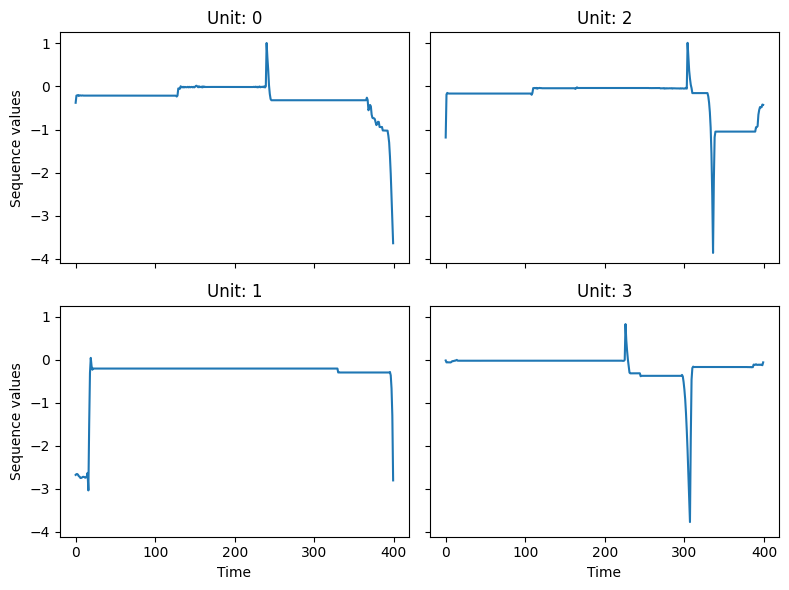 Unit: 0
Unit: 2
1
0
−1
−2
−3
−4
Sequence values
Unit: 1
Unit: 3
1
0
−1
−2
−3
−4
Sequence values
0
100
200
300
400
0
100
200
300
400
Time
Time